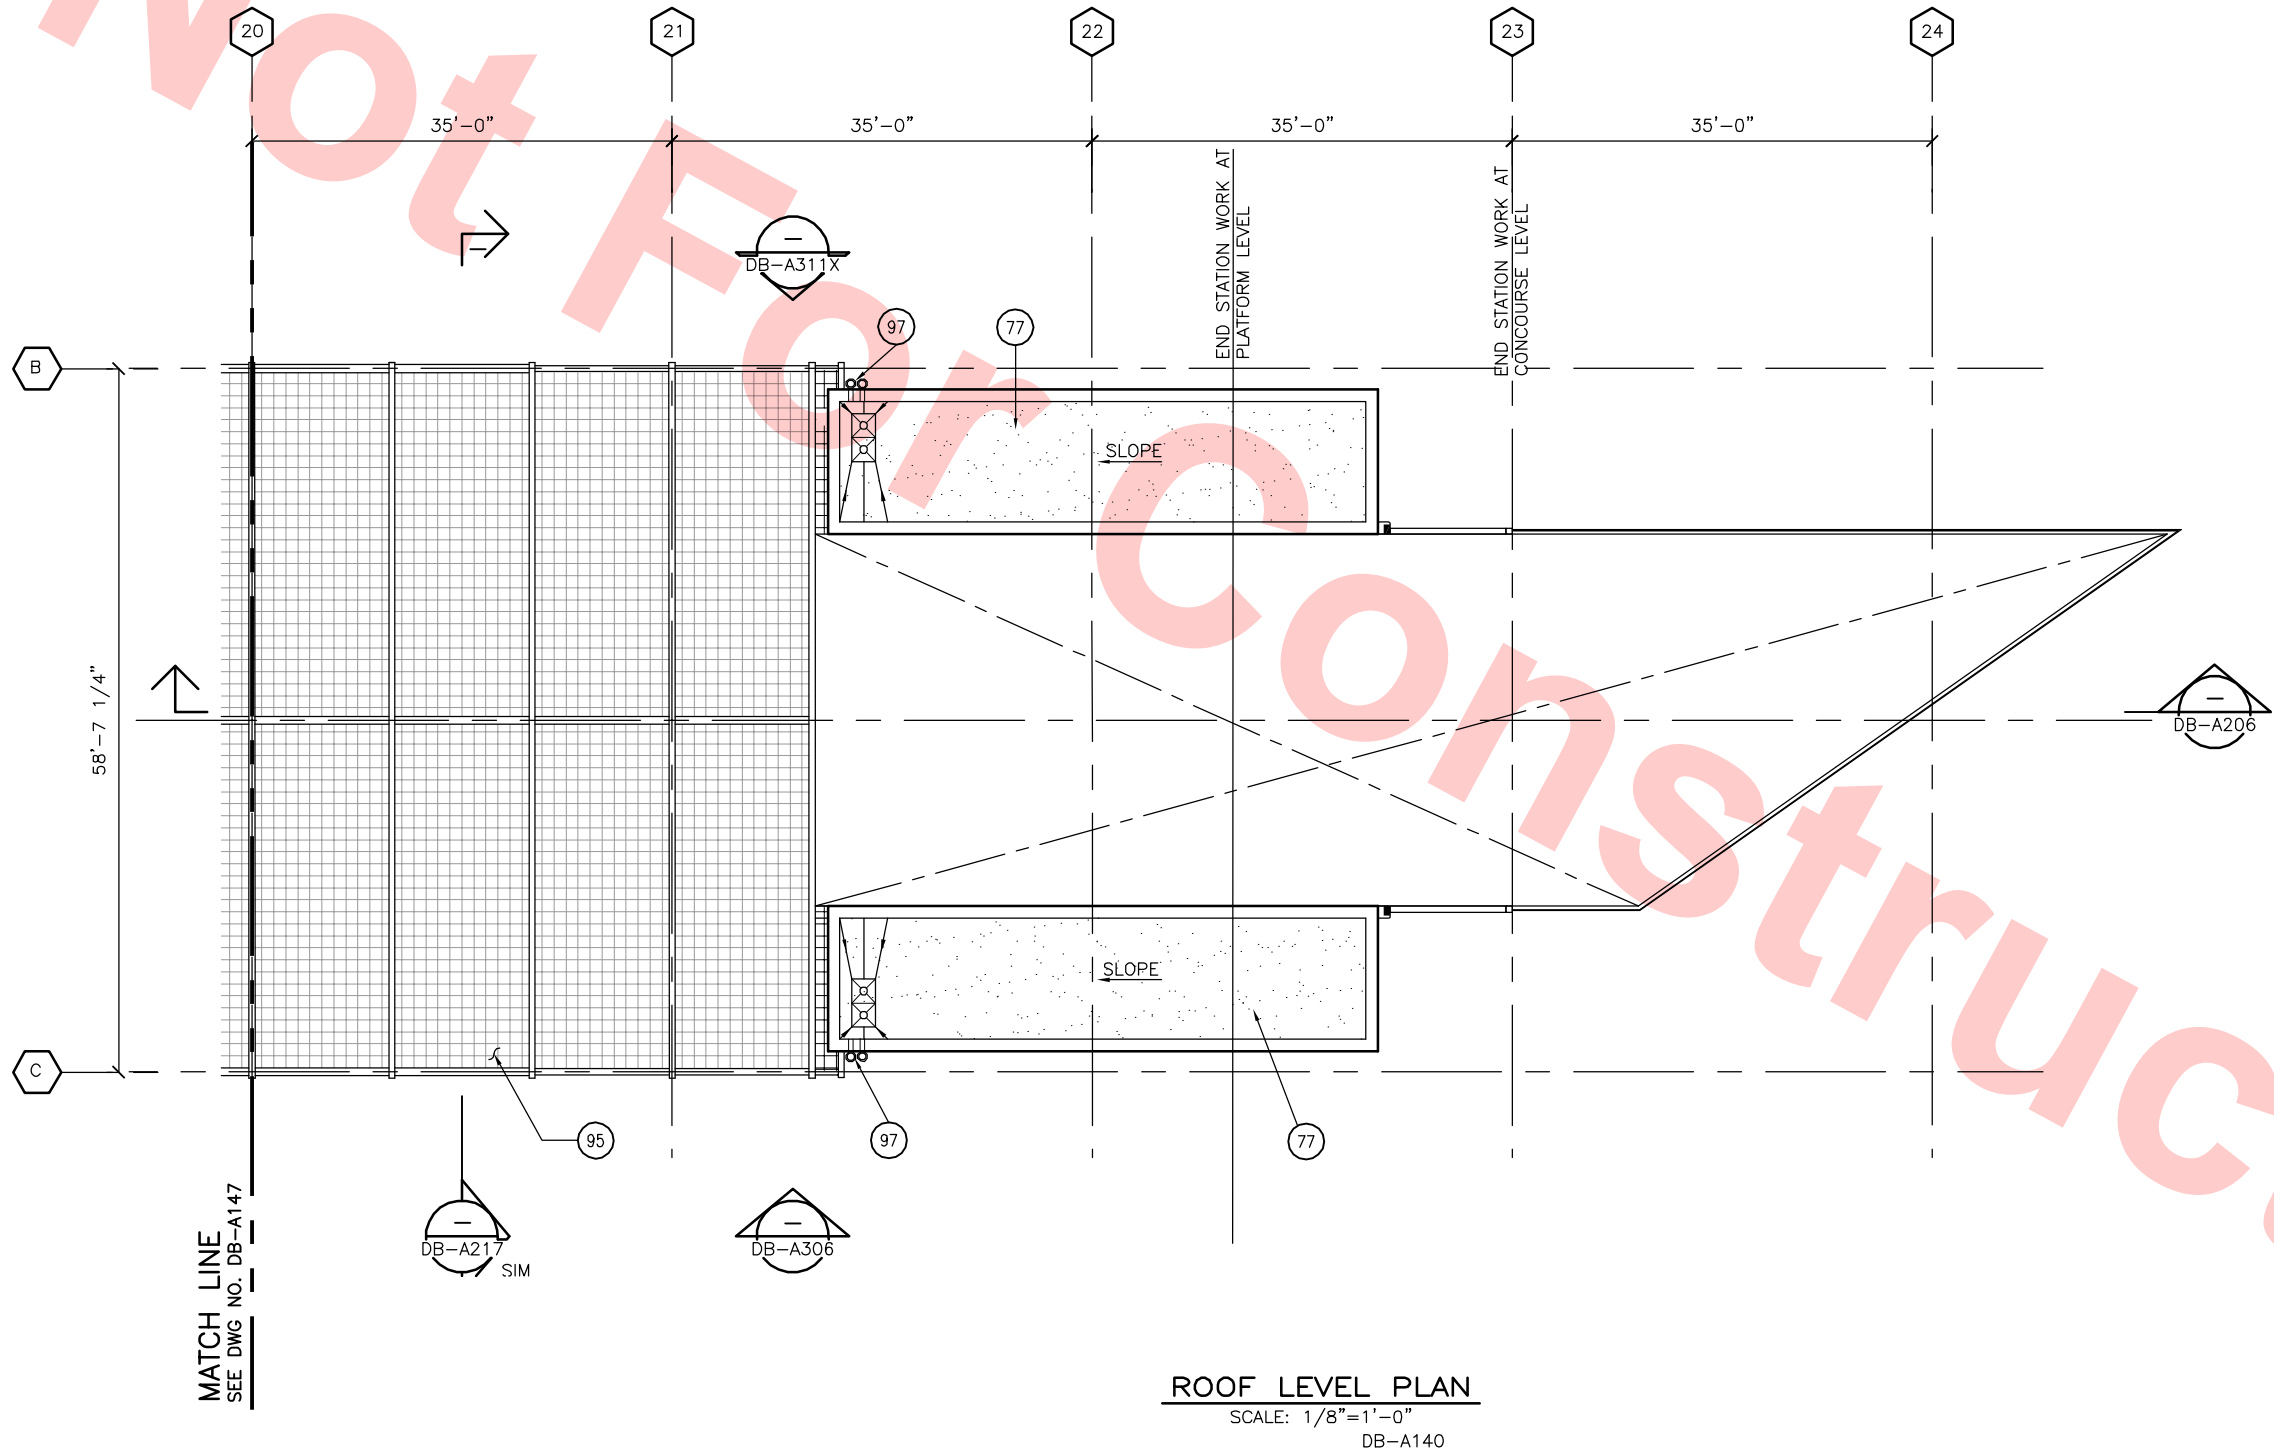 20
21
22
23
24
35'-0"
35'-0"
35'-0"
35'-0"
END STATION WORK AT
PLATFORM LEVEL
END STATION WORK AT
CONCOURSE LEVEL
–
DB-A311X
97
77
B
SLOPE
58'-7 1/4"
–
DB-A206
SLOPE
C
95
97
77
MATCH LINE
SEE DWG NO. DB-A147
–
DB-A217
SIM
–
DB-A306
ROOF LEVEL PLAN
SCALE: 1/8"=1'-0"
DB-A140
Not For Construc